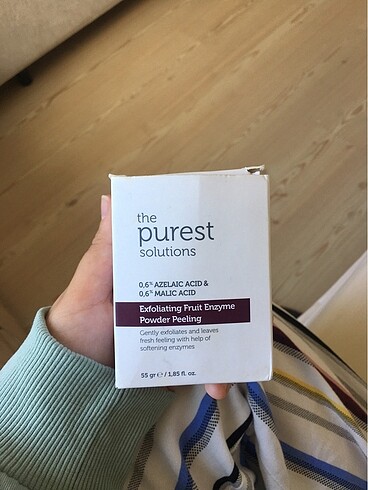 the
purest
solutions
0,6% AZELAIC ACID &
0,6% MALIC ACID
Exfoliating Fruit Enzyme
Powder Peeling
Gently exfoliates and leaves
fresh feeling with help of
softening enzymes
55 gr ℮ / 1,85 fl. oz.